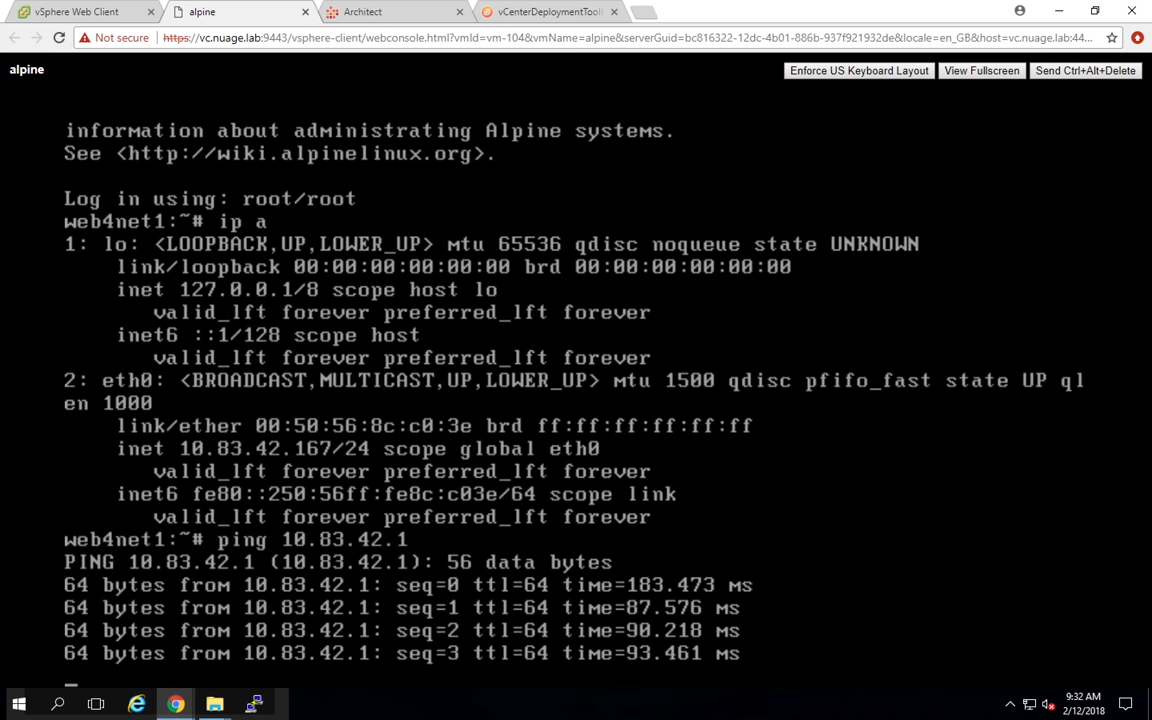 vSphere Web Client
alpine
Architect
vCenterDeploymentTool
Not secure
https://vc.nuage.lab:9443/vsphere-client/webconsole.html?vmId=vm-104&vmName=alpine&serverGuid=bc816322-12dc-4b01-886b-937f921932de&locale=en_GB&host=vc.nuage.lab:44...
alpine
Enforce US Keyboard Layout
View Fullscreen
Send Ctrl+Alt+Delete
information about administrating Alpine systems.
See <http://wiki.alpinelinux.org>.
Log in using: root/root
web4net1:~# ip a
1: lo: <LOOPBACK,UP,LOWER_UP> mtu 65536 qdisc noqueue state UNKNOWN
link/loopback 00:00:00:00:00:00 brd 00:00:00:00:00:00
inet 127.0.0.1/8 scope host lo
valid_lft forever preferred_lft forever
inet6 ::1/128 scope host
valid_lft forever preferred_lft forever
2: eth0: <BROADCAST,MULTICAST,UP,LOWER_UP> mtu 1500 qdisc pfifo_fast state UP ql
en 1000
link/ether 00:50:56:8c:c0:3e brd ff:ff:ff:ff:ff:ff
inet 10.83.42.167/24 scope global eth0
valid_lft forever preferred_lft forever
inet6 fe80::250:56ff:fe8c:c03e/64 scope link
valid_lft forever preferred_lft forever
web4net1:~# ping 10.83.42.1
PING 10.83.42.1 (10.83.42.1): 56 data bytes
64 bytes from 10.83.42.1: seq=0 ttl=64 time=183.473 ms
64 bytes from 10.83.42.1: seq=1 ttl=64 time=87.576 ms
64 bytes from 10.83.42.1: seq=2 ttl=64 time=90.218 ms
64 bytes from 10.83.42.1: seq=3 ttl=64 time=93.461 ms
9:32 AM
2/12/2018